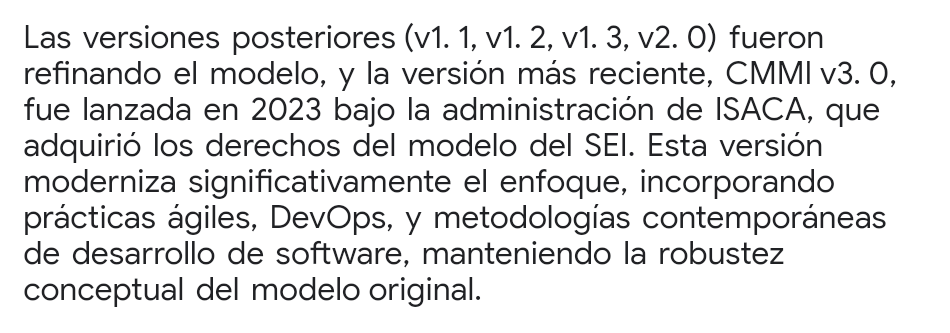 Las versiones posteriores (v1. 1, v1. 2, v1. 3, v2. 0) fueron
refinando el modelo, y la versión más reciente, CMMI v3. 0,
fue lanzada en 2023 bajo la administración de ISACA, que
adquirió los derechos del modelo del SEI. Esta versión
moderniza significativamente el enfoque, incorporando
prácticas ágiles, DevOps, y metodologías contemporáneas
de desarrollo de software, manteniendo la robustez
conceptual del modelo original.